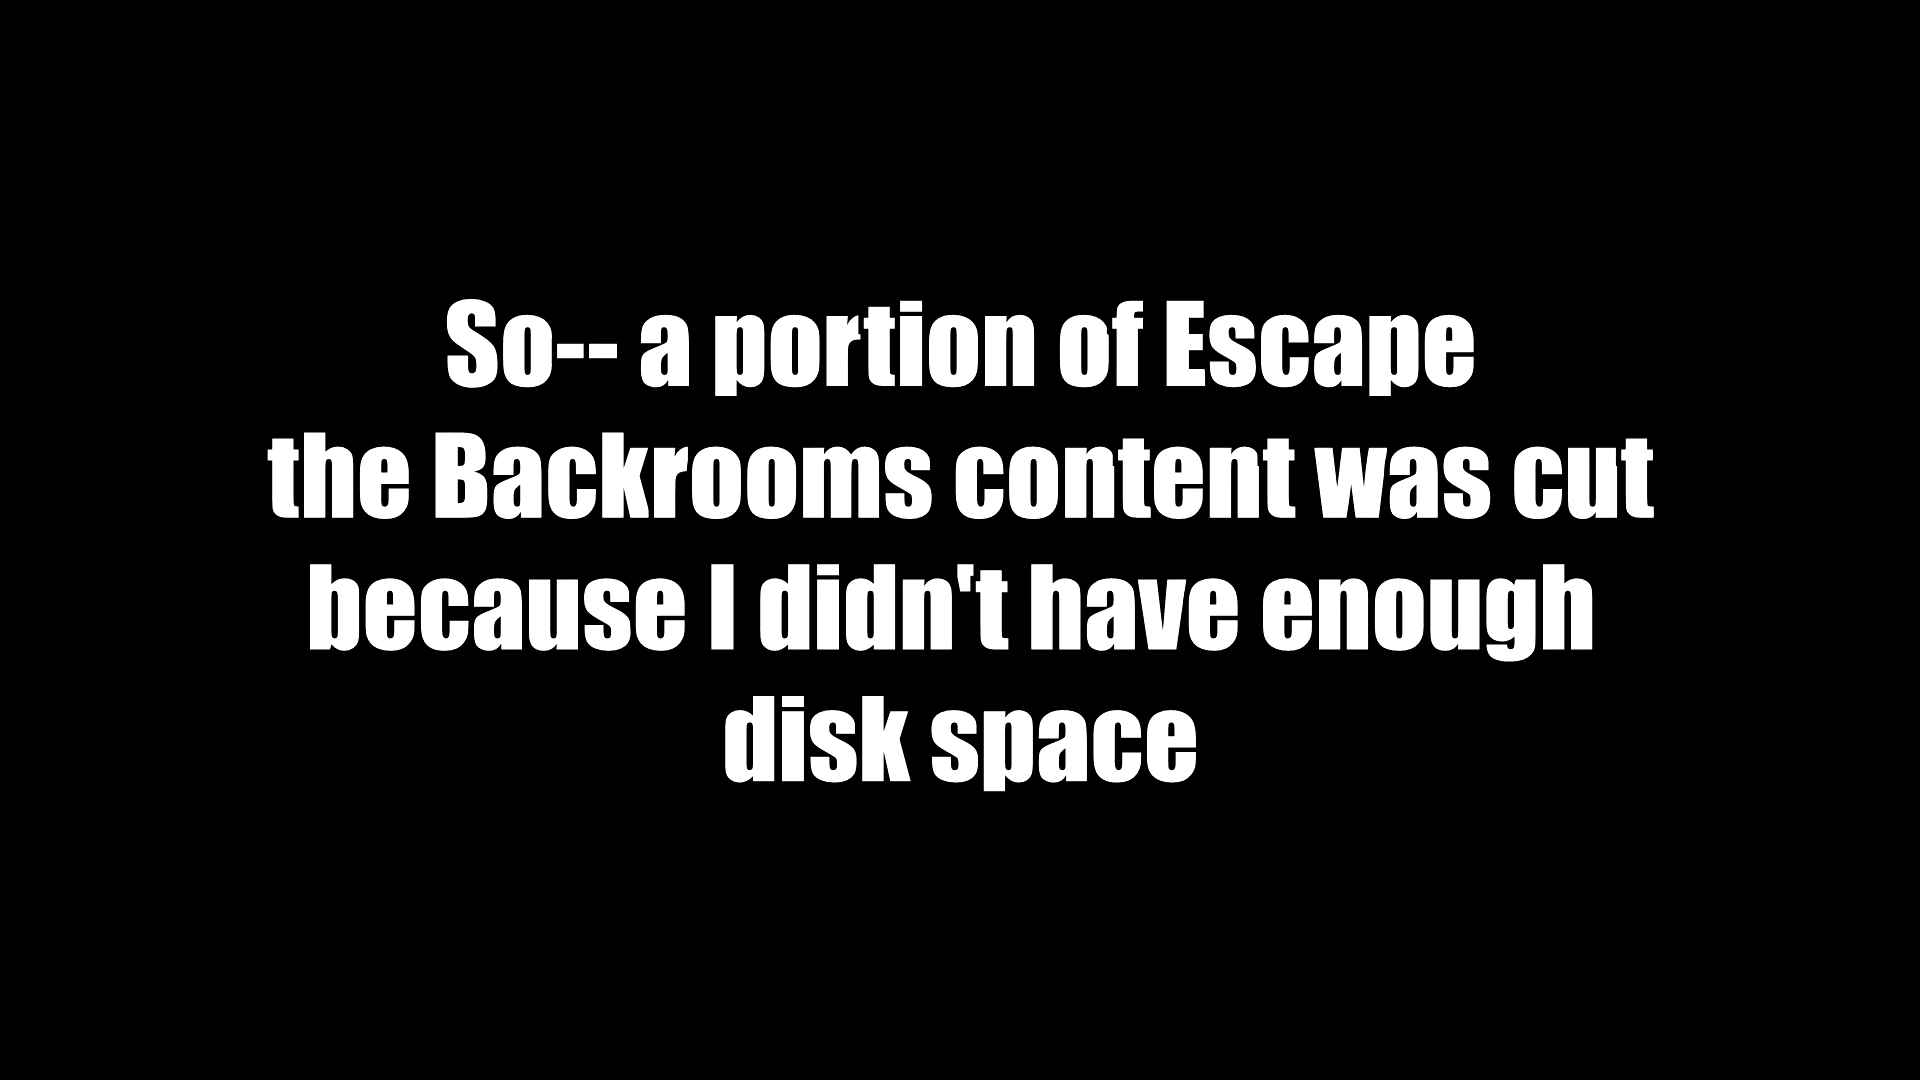 So-- a portion of Escape
the Backrooms content was cut
because I didn't have enough
disk space